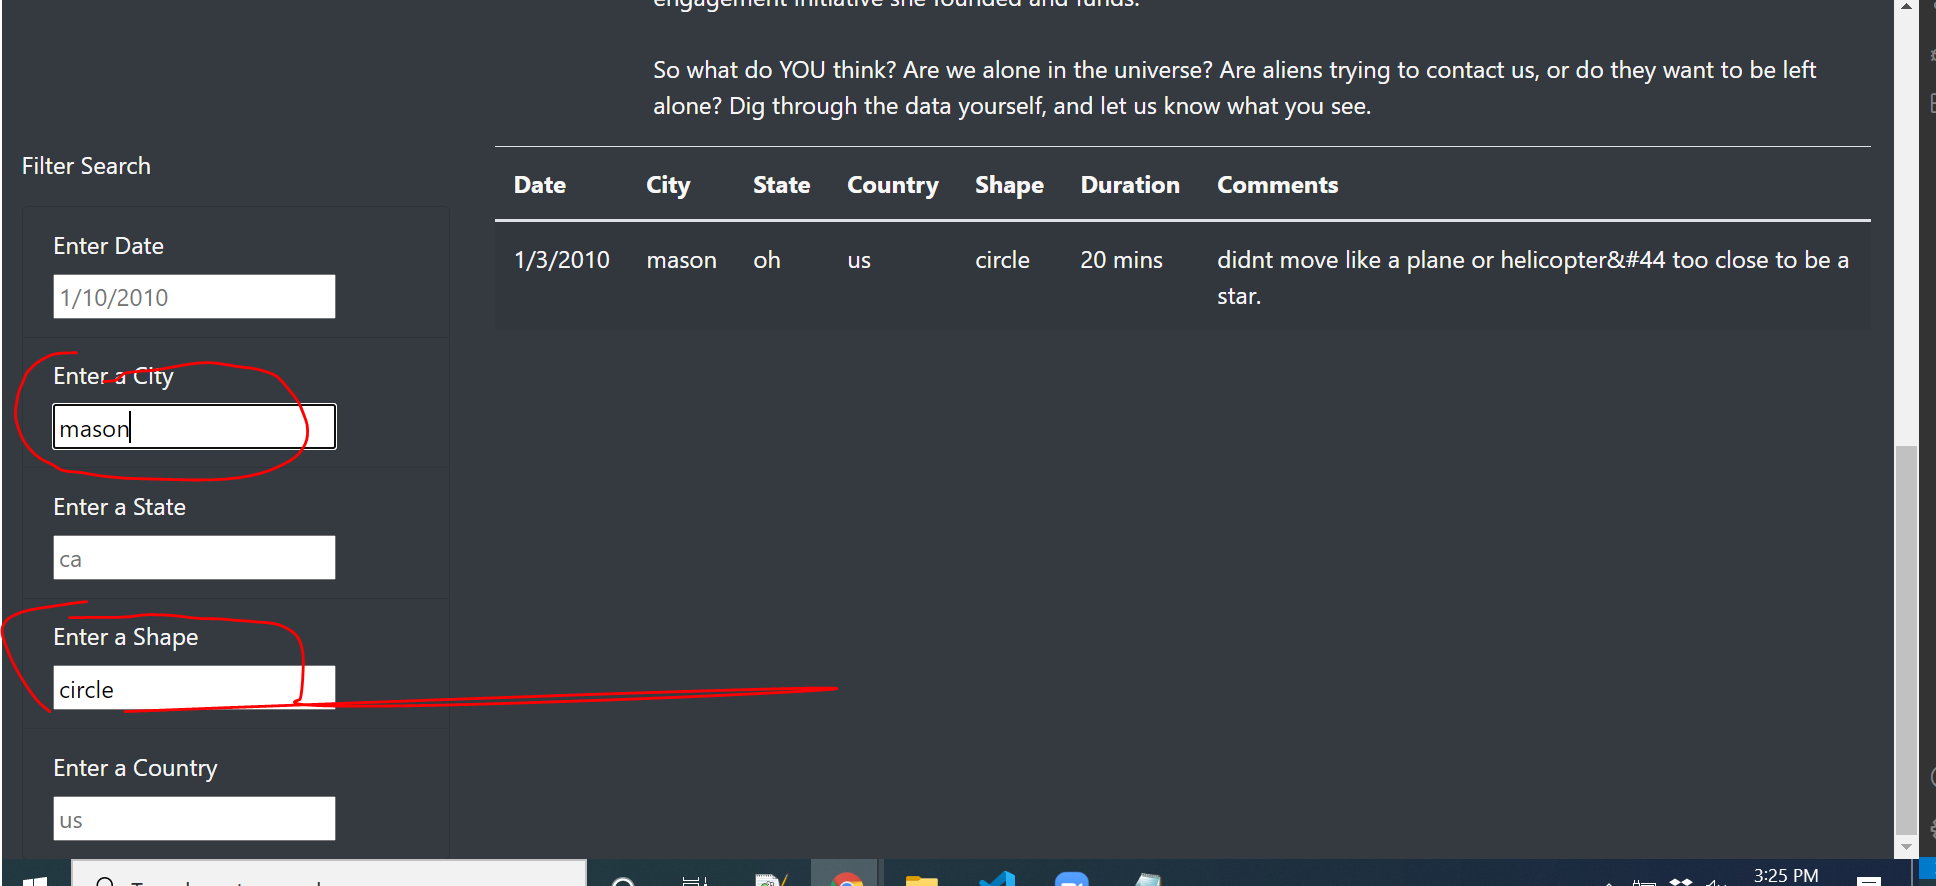 So what do YOU think? Are we alone in the universe? Are aliens trying to contact us, or do they want to be left
alone? Dig through the data yourself, and let us know what you see.
Filter Search
Date City State Country Shape Duration Comments
Enter Date
1/3/2010 mason oh us circle 20 mins didnt move like a plane or helicopter&#44 too close to be a
star.
1/10/2010
Enter a City
mason
Enter a State
ca
Enter a Shape
circle
Enter a Country
us
3:25 PM